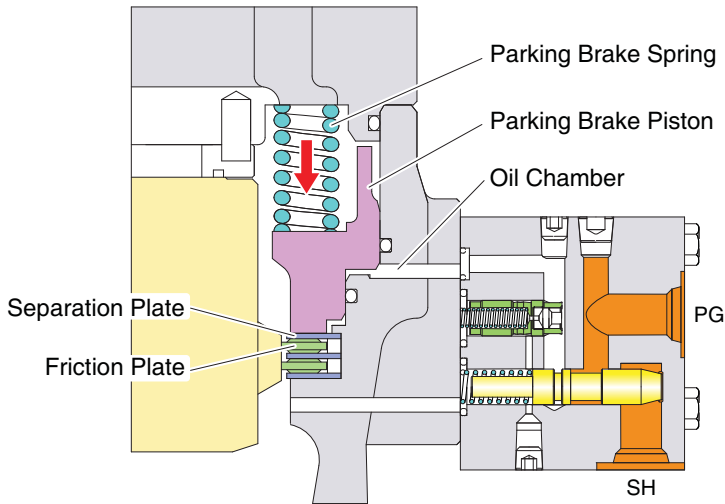 Parking Brake Spring
Parking Brake Piston
Oil Chamber
Separation Plate
Friction Plate
PG
SH